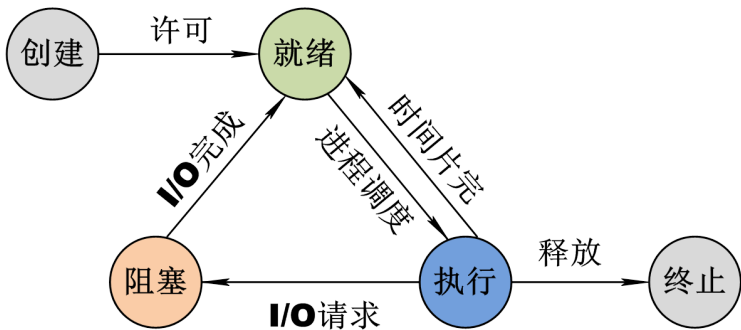 创建
许可
就绪
I/O完成
进程调度
时间片完
阻塞
I/O请求
执行
释放
终止